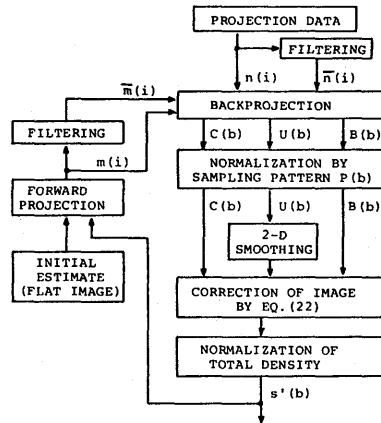 PROJECTION DATA
FILTERING
n(i)
n̅(i)
m̅(i)
BACKPROJECTION
FILTERING
m(i)
C(b) U(b) B(b)
NORMALIZATION BY
SAMPLING PATTERN P(b)
FORWARD
PROJECTION
C(b) U(b) B(b)
2-D
SMOOTHING
INITIAL
ESTIMATE
(FLAT IMAGE)
CORRECTION OF IMAGE
BY EQ.(22)
NORMALIZATION OF
TOTAL DENSITY
s'(b)